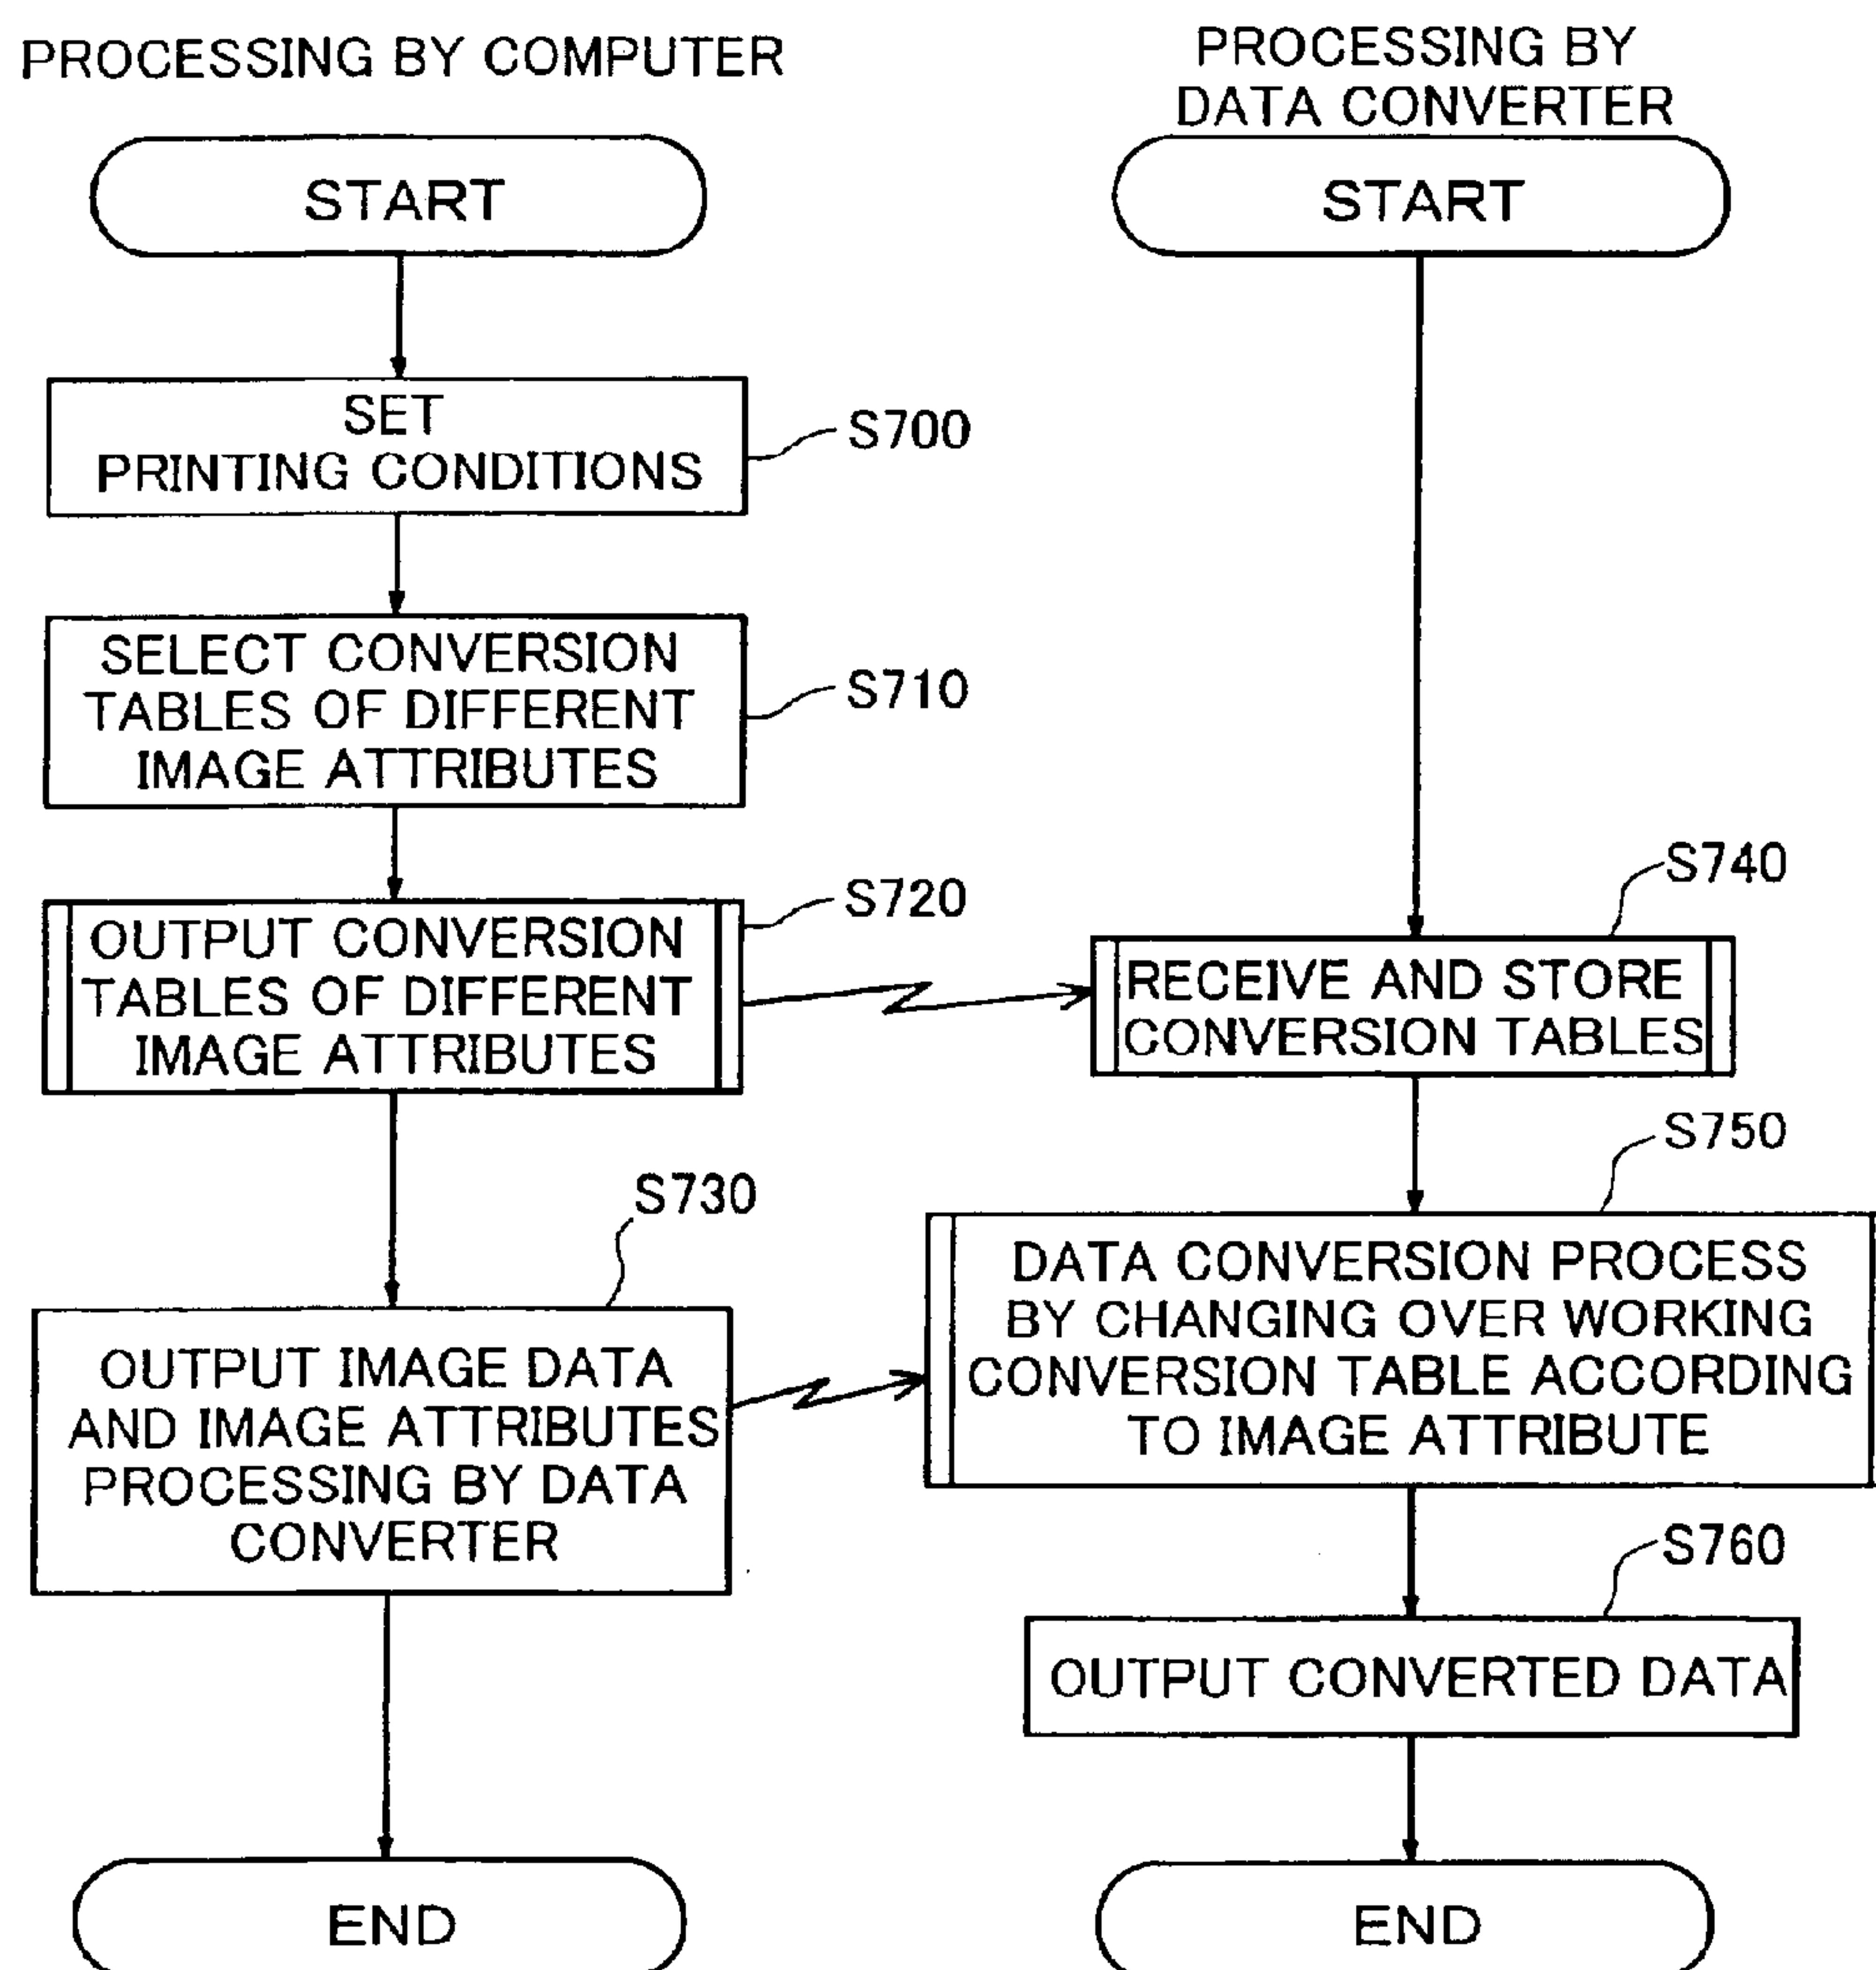 PROCESSING BY COMPUTER
START
SET
PRINTING CONDITIONS
S700
SELECT CONVERSION
TABLES OF DIFFERENT
IMAGE ATTRIBUTES
S710
OUTPUT CONVERSION
TABLES OF DIFFERENT
IMAGE ATTRIBUTES
S720
OUTPUT IMAGE DATA
AND IMAGE ATTRIBUTES
PROCESSING BY DATA
CONVERTER
S730
END
PROCESSING BY
DATA CONVERTER
START
RECEIVE AND STORE
CONVERSION TABLES
S740
DATA CONVERSION PROCESS
BY CHANGING OVER WORKING
CONVERSION TABLE ACCORDING
TO IMAGE ATTRIBUTE
S750
OUTPUT CONVERTED DATA
S760
END